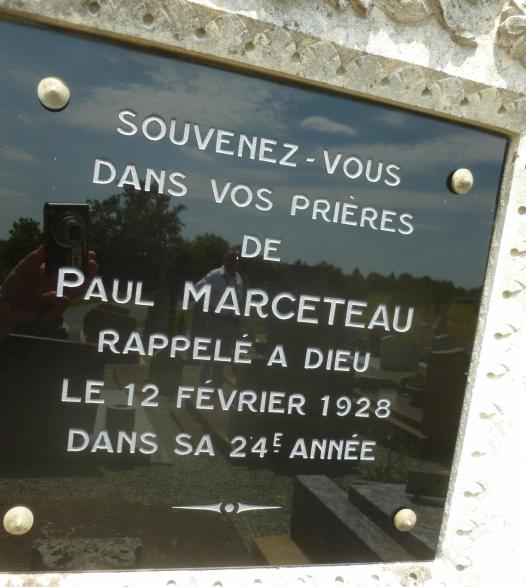 SOUVENEZ-VOUS
DANS VOS PRIÈRES
DE
PAUL MARCETEAU
RAPPELÉ A DIEU
LE 12 FÉVRIER 1928
DANS SA 24E ANNÉE